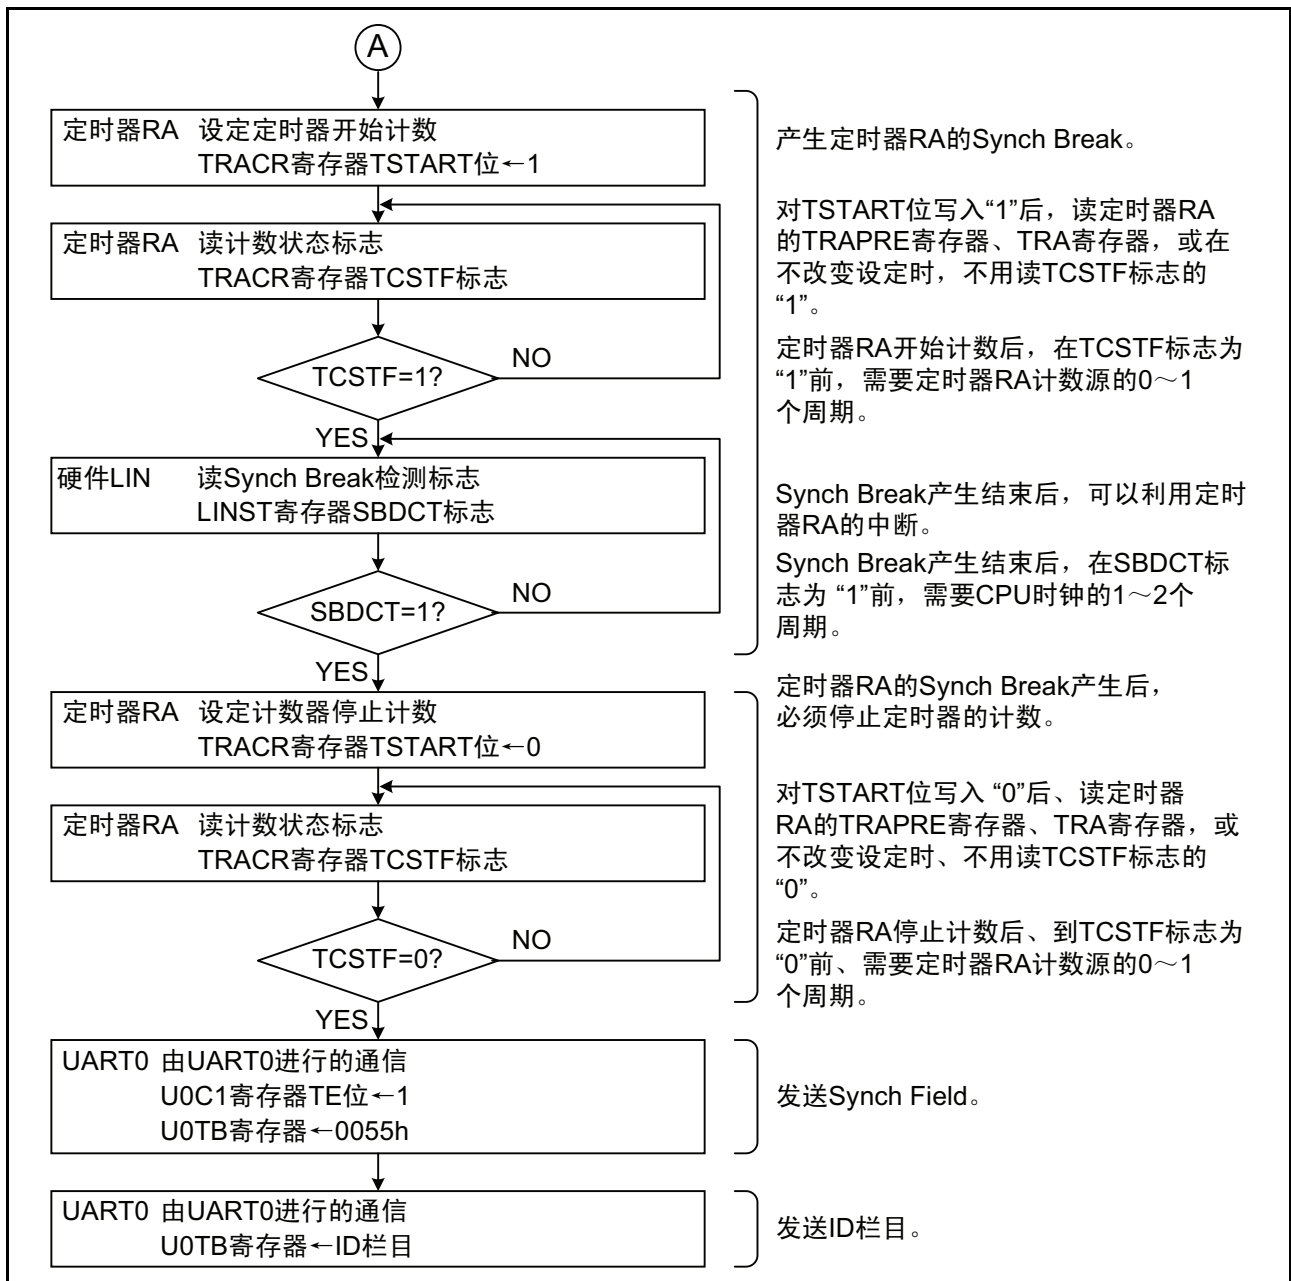 A
定时器RA 设定定时器开始计数
TRACR寄存器TSTART位←1
产生定时器RA的Synch Break。
定时器RA 读计数状态标志
TRACR寄存器TCSTF标志
对TSTART位写入“1”后，读定时器RA
的TRAPRE寄存器、TRA寄存器，或在
不改变设定时，不用读TCSTF标志的
“1”。
TCSTF=1?
NO
YES
定时器RA开始计数后，在TCSTF标志为
“1”前，需要定时器RA计数源的0～1
个周期。
硬件LIN 读Synch Break检测标志
LINST寄存器SBDCT标志
Synch Break产生结束后，可以利用定时
器RA的中断。
SBDCT=1?
NO
YES
Synch Break产生结束后，在SBDCT标
志为 “1”前，需要CPU时钟的1～2个
周期。
定时器RA 设定计数器停止计数
TRACR寄存器TSTART位←0
定时器RA的Synch Break产生后，
必须停止定时器的计数。
定时器RA 读计数状态标志
TRACR寄存器TCSTF标志
对TSTART位写入 “0”后、读定时器
RA的TRAPRE寄存器、TRA寄存器，或
不改变设定时、不用读TCSTF标志的
“0”。
TCSTF=0?
NO
YES
定时器RA停止计数后、到TCSTF标志为
“0”前、需要定时器RA计数源的0～1
个周期。
UART0 由UART0进行的通信
U0C1寄存器TE位←1
U0TB寄存器←0055h
发送Synch Field。
UART0 由UART0进行的通信
U0TB寄存器←ID栏目
发送ID栏目。